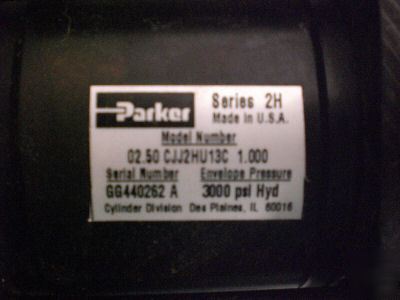 Parker
Series 2H
Made in U.S.A.
Model Number
02.50 CJJ2HU13C 1.000
Serial Number Envelope Pressure
GG440262 A 3000 psi Hyd
Cylinder Division Des Plaines, IL 60016